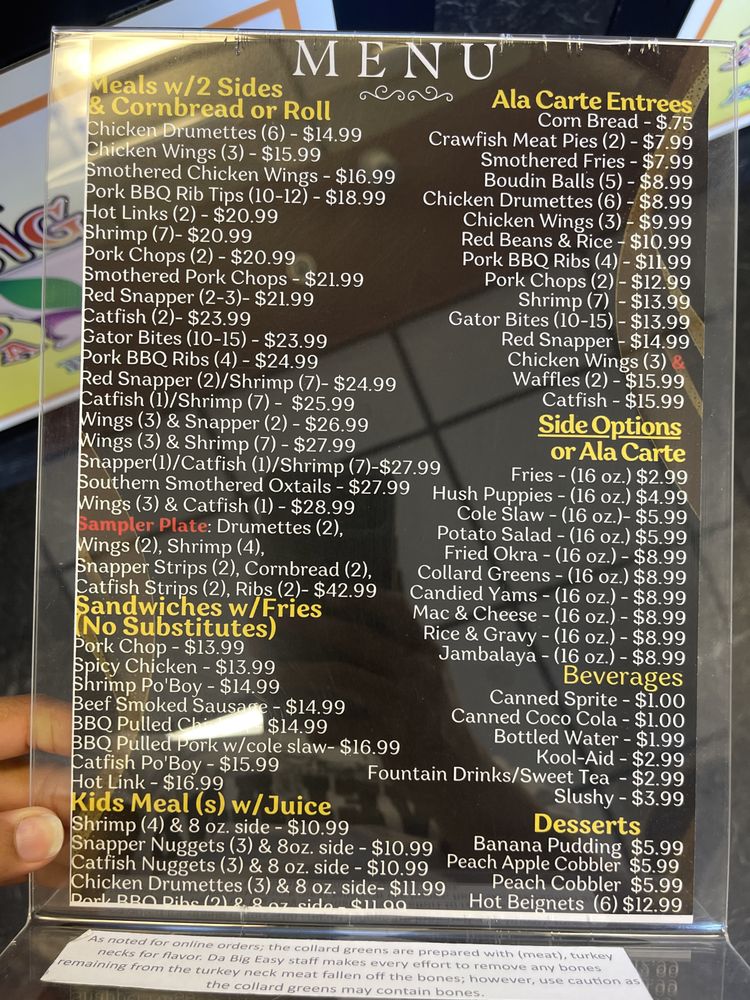 MENU
Meals w/2 Sides
& Cornbread or Roll
Chicken Drumettes (6) - $14.99
Chicken Wings (3) - $15.99
Smothered Chicken Wings - $16.99
Pork BBQ Rib Tips (10-12) - $18.99
Hot Links (2) - $20.99
Shrimp (7)- $20.99
Pork Chops (2) - $20.99
Smothered Pork Chops - $21.99
Red Snapper (2-3)- $21.99
Catfish (2)- $23.99
Gator Bites (10-15) - $23.99
Pork BBQ Ribs (4) - $24.99
Red Snapper (2)/Shrimp (7)- $24.99
Catfish (1)/Shrimp (7) - $25.99
Wings (3) & Snapper (2) - $26.99
Wings (3) & Shrimp (7) - $27.99
Snapper(1)/Catfish (1)/Shrimp (7)-$27.99
Southern Smothered Oxtails - $27.99
Wings (3) & Catfish (1) - $28.99
Sampler Plate: Drumettes (2),
Wings (2), Shrimp (4),
Snapper Strips (2), Cornbread (2),
Catfish Strips (2), Ribs (2)- $42.99
Sandwiches w/Fries
(No Substitutes)
Pork Chop - $13.99
Spicy Chicken - $13.99
Shrimp Po'Boy - $14.99
Beef Smoked Sausage - $14.99
BBQ Pulled $14.99
BBQ Pulled Pork w/cole slaw- $16.99
Catfish Po'Boy - $15.99
Hot Link - $16.99
Kids Meal (s) w/Juice
Shrimp (4) & 8 oz. side - $10.99
Snapper Nuggets (3) & 8oz. side - $10.99
Catfish Nuggets (3) & 8 oz. side - $10.99
Chicken Drumettes (3) & 8 oz. side- $11.99
Pork BBQ Ribs (2) & 8 oz. side - $11.99
Ala Carte Entrees
Corn Bread - $.75
Crawfish Meat Pies (2) - $7.99
Smothered Fries - $7.99
Boudin Balls (5) - $8.99
Chicken Drumettes (6) - $8.99
Chicken Wings (3) - $9.99
Red Beans & Rice - $10.99
Pork BBQ Ribs (4) - $11.99
Pork Chops (2) - $12.99
Shrimp (7) - $13.99
Gator Bites (10-15) - $13.99
Red Snapper - $14.99
Chicken Wings (3) &
Waffles (2) - $15.99
Catfish - $15.99
Side Options
or Ala Carte
Fries - (16 oz.) $2.99
Hush Puppies - (16 oz.) $4.99
Cole Slaw - (16 oz.)- $5.99
Potato Salad - (16 oz.) $5.99
Fried Okra - (16 oz.) - $8.99
Collard Greens - (16 oz.) $8.99
Candied Yams - (16 oz.) - $8.99
Mac & Cheese - (16 oz.) - $8.99
Rice & Gravy - (16 oz.) - $8.99
Jambalaya - (16 oz.) - $8.99
Beverages
Canned Sprite - $1.00
Canned Coco Cola - $1.00
Bottled Water - $1.99
Kool-Aid - $2.99
Fountain Drinks/Sweet Tea - $2.99
Slushy - $3.99
Desserts
Banana Pudding $5.99
Peach Apple Cobbler $5.99
Peach Cobbler $5.99
Hot Beignets (6) $12.99
As noted for online orders; the collard greens are prepared with (meat), turkey
necks for flavor. Da Big Easy staff makes every effort to remove any bones
remaining from the turkey neck meat fallen off the bones; however, use caution as
the collard greens may contain bones.